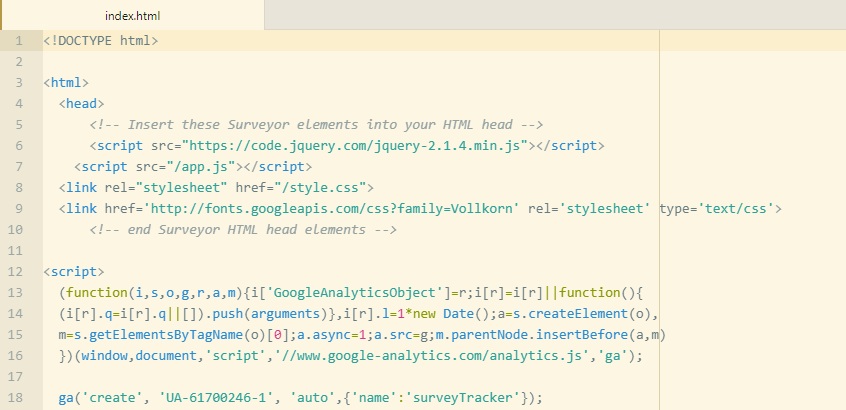 index.html
1 <!DOCTYPE html>
2
3 <html>
4   <head>
5       <!-- Insert these Surveyor elements into your HTML head -->
6       <script src="https://code.jquery.com/jquery-2.1.4.min.js"></script>
7     <script src="/app.js"></script>
8   <link rel="stylesheet" href="/style.css">
9   <link href='http://fonts.googleapis.com/css?family=Vollkorn' rel='stylesheet' type='text/css'>
10       <!-- end Surveyor HTML head elements -->
11
12 <script>
13   (function(i,s,o,g,r,a,m){i['GoogleAnalyticsObject']=r;i[r]=i[r]||function(){
14   (i[r].q=i[r].q||[]).push(arguments)},i[r].l=1*new Date();a=s.createElement(o),
15   m=s.getElementsByTagName(o)[0];a.async=1;a.src=g;m.parentNode.insertBefore(a,m)
16   })(window,document,'script','//www.google-analytics.com/analytics.js','ga');
17
18   ga('create', 'UA-61700246-1', 'auto',{'name':'surveyTracker'});